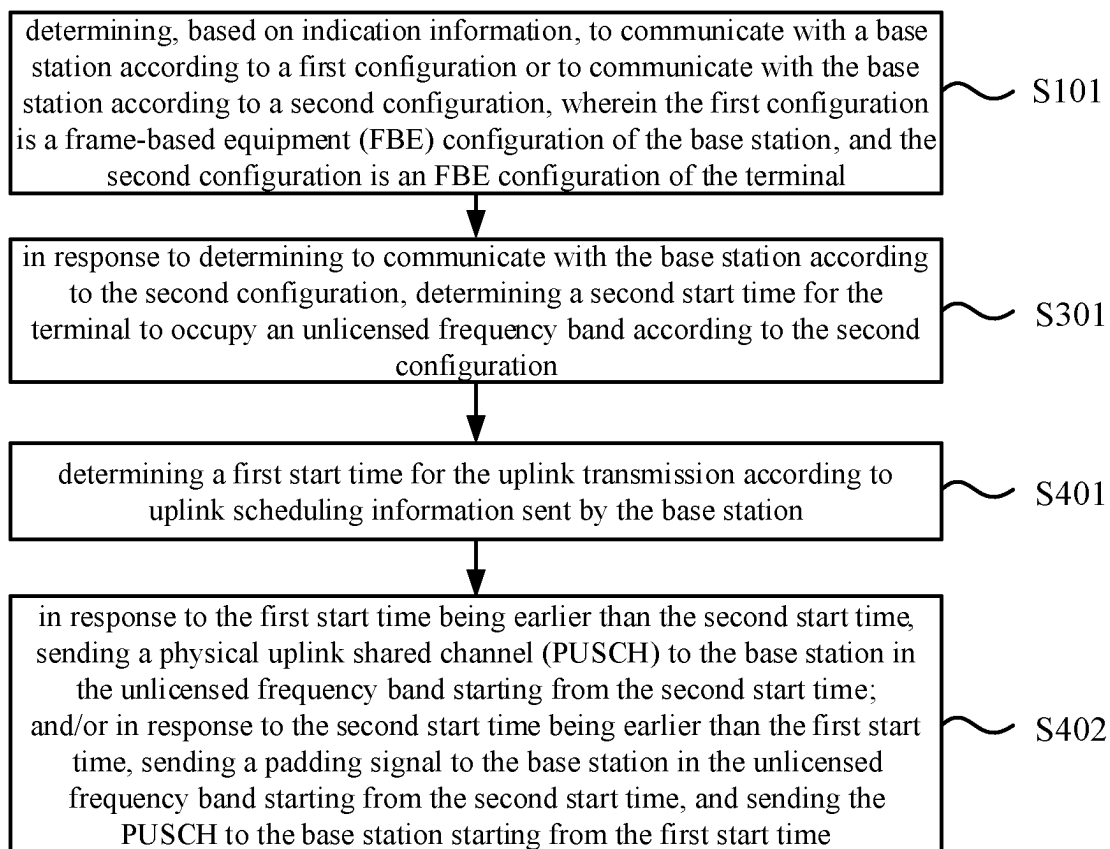 determining, based on indication information, to communicate with a base
station according to a first configuration or to communicate with the base
station according to a second configuration, wherein the first configuration
is a frame-based equipment (FBE) configuration of the base station, and the
second configuration is an FBE configuration of the terminal
S101
in response to determining to communicate with the base station according
to the second configuration, determining a second start time for the
terminal to occupy an unlicensed frequency band according to the second
configuration
S301
determining a first start time for the uplink transmission according to
uplink scheduling information sent by the base station
S401
in response to the first start time being earlier than the second start time,
sending a physical uplink shared channel (PUSCH) to the base station in
the unlicensed frequency band starting from the second start time;
and/or in response to the second start time being earlier than the first start
time, sending a padding signal to the base station in the unlicensed
frequency band starting from the second start time, and sending the
PUSCH to the base station starting from the first start time
S402